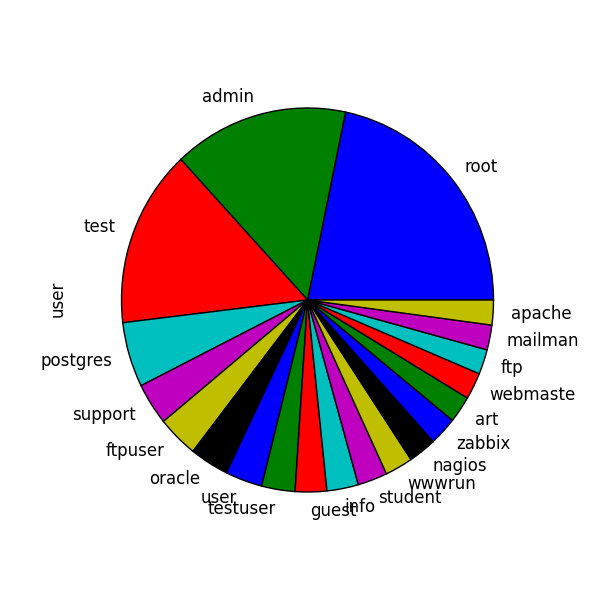 admin
root
test
user
postgres
support
ftpuser
oracle
user
testuser
guest
info
student
wwwrun
nagios
zabbix
art
webmaste
ftp
mailman
apache